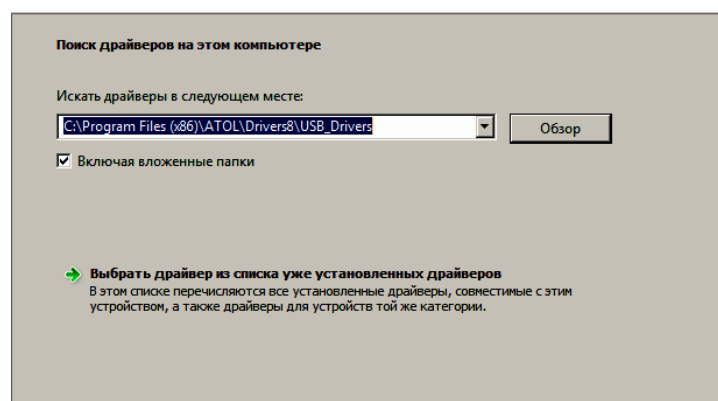 Поиск драйверов на этом компьютере
Искать драйверы в следующем месте:
C:\Program Files (x86)\ATOL\Drivers8\USB_Drivers
Обзор
Включая вложенные папки
Выбрать драйвер из списка уже установленных драйверов
В этом списке перечисляются все установленные драйверы, совместимые с этим
устройством, а также драйверы для устройств той же категории.